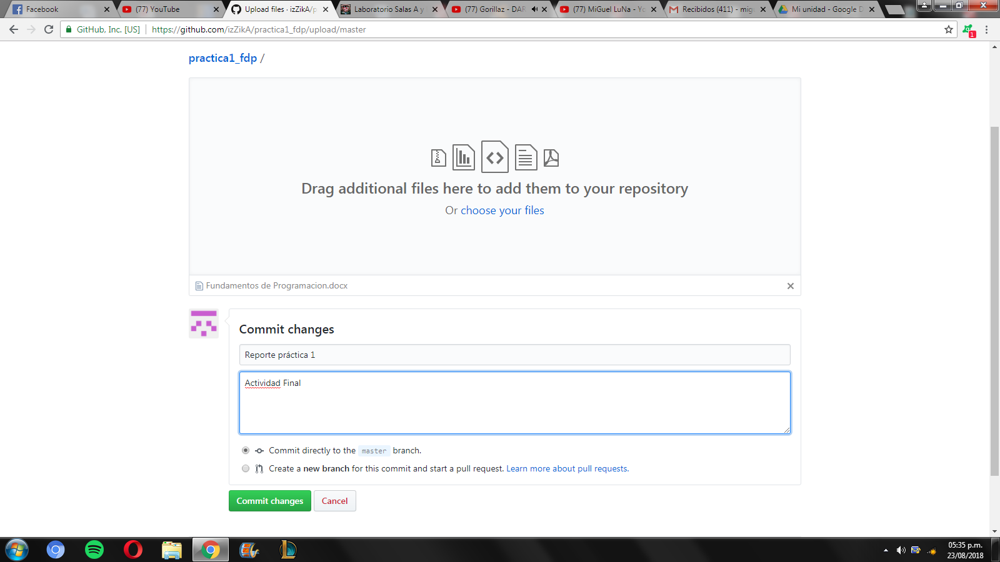 Facebook
(77) YouTube
Upload files · izZikA/p
Laboratorio Salas A y
(77) Gorillaz - DAR
(77) MiGuel LuNa - Yo
Recibidos (411) - mig
Mi unidad - Google D
GitHub, Inc. [US]
https://github.com/izZikA/practica1_fdp/upload/master
1
practica1_fdp /
Drag additional files here to add them to your repository
Or choose your files
Fundamentos de Programacion.docx
Commit changes
Reporte práctica 1
Actividad Final
Commit directly to the master branch.
Create a new branch for this commit and start a pull request. Learn more about pull requests.
Commit changes
Cancel
05:35 p.m.
23/08/2018